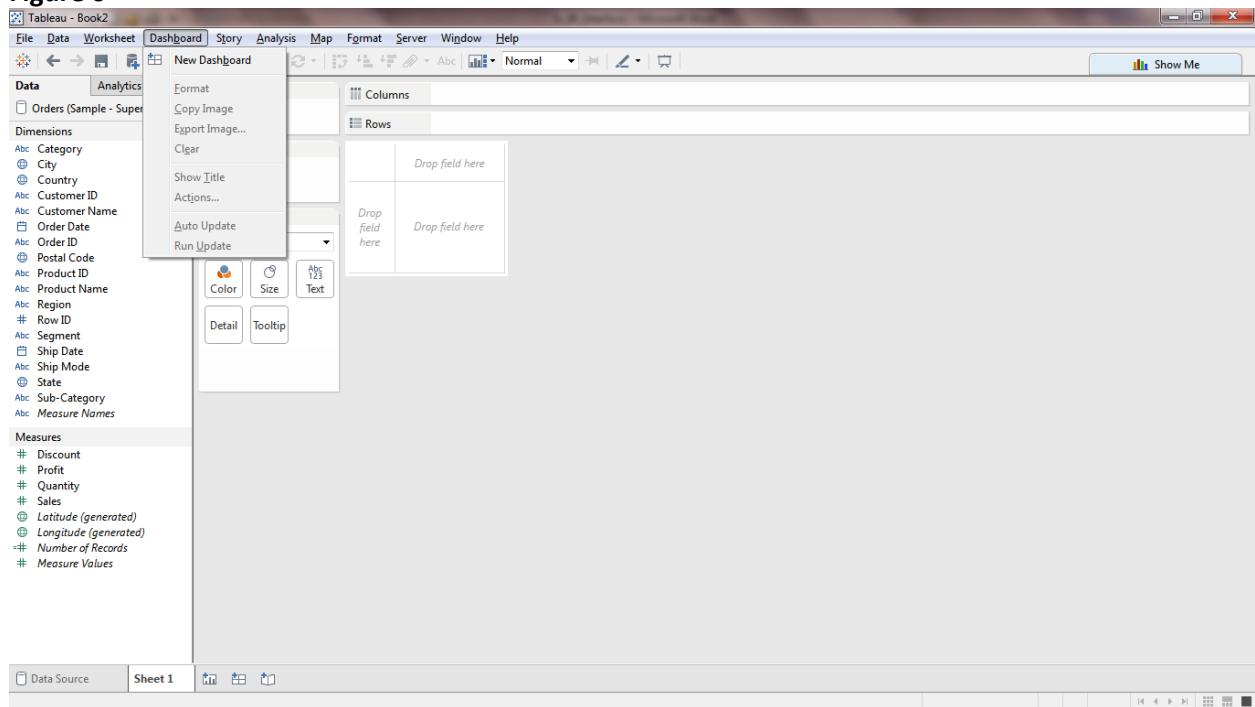 Tableau - Book2
File Data Worksheet Dashboard Story Analysis Map Format Server Window Help
New Dashboard
Abc
Normal
Show Me
Data Analytics
Format
Columns
Orders (Sample - Super
Copy Image
Dimensions
Export Image...
Rows
Abc Category
Clear
City
Drop field here
Country
Show Title
Abc Customer ID
Actions...
Abc Customer Name
Drop field here
Order Date
Auto Update
Drop field here
Abc Order ID
Run Update
Postal Code
Abc Product ID
Abc 123
Abc Product Name
Color Size Text
Abc Region
# Row ID
Detail Tooltip
Abc Segment
Ship Date
Abc Ship Mode
State
Abc Sub-Category
Abc Measure Names
Measures
# Discount
# Profit
# Quantity
# Sales
Latitude (generated)
Longitude (generated)
=# Number of Records
# Measure Values
Data Source Sheet 1